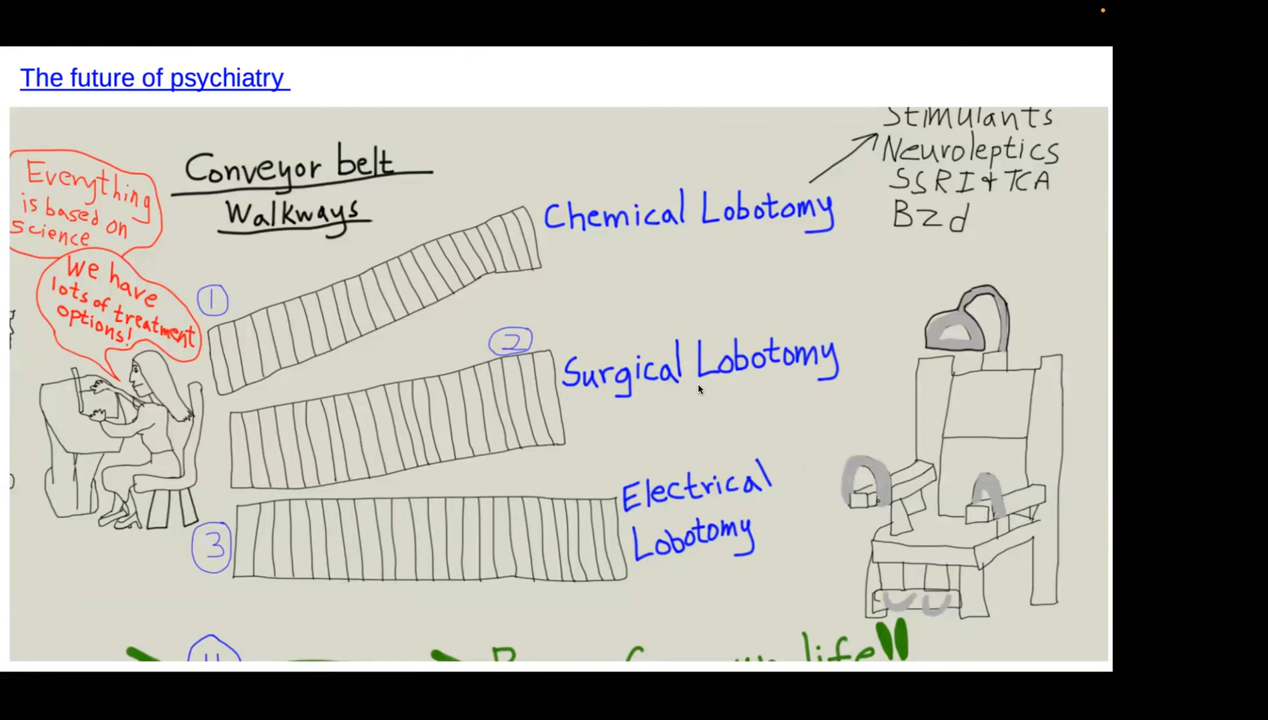 The future of psychiatry
Stimulants
Neuroleptics
SSRI + TCA
Bzd
Conveyor belt
Walkways
Everything
is based on
science
We have
lots of treatment
options!
Chemical Lobotomy
1
2
Surgical Lobotomy
Electrical
Lobotomy
3
life!!